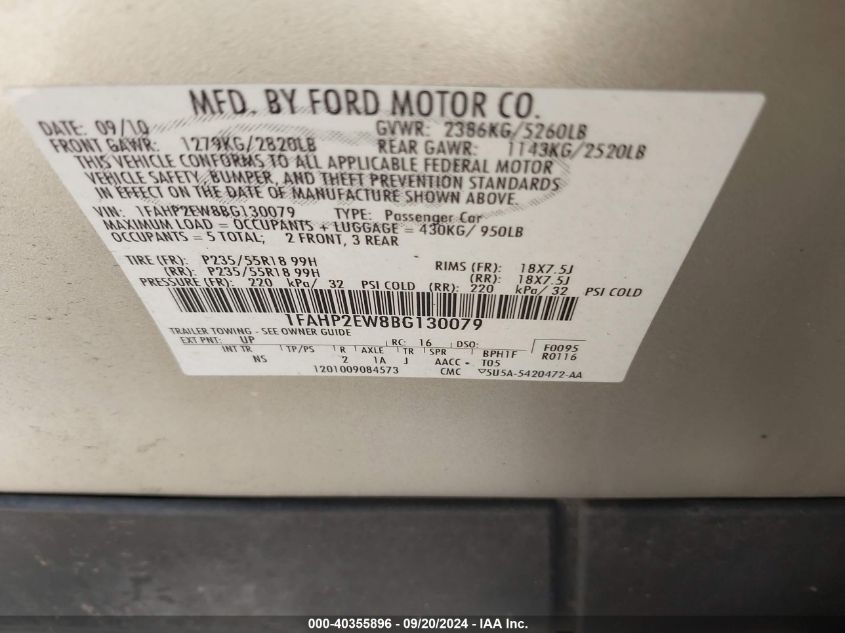 MFD. BY FORD MOTOR CO.
DATE: 09/10 GVWR: 2386KG/5260LB
FRONT GAWR: 1279KG/2820LB REAR GAWR: 1143KG/2520LB
THIS VEHICLE CONFORMS TO ALL APPLICABLE FEDERAL MOTOR
VEHICLE SAFETY, BUMPER, AND THEFT PREVENTION STANDARDS
IN EFFECT ON THE DATE OF MANUFACTURE SHOWN ABOVE.
VIN: 1FAHP2EW8BG130079 TYPE: Passenger Car
MAXIMUM LOAD = OCCUPANTS + LUGGAGE = 430KG/ 950LB
OCCUPANTS = 5 TOTAL; 2 FRONT, 3 REAR
TIRE (FR): P235/55R18 99H RIMS (FR): 18X7.5J
(RR): P235/55R18 99H (RR): 18X7.5J
PRESSURE (FR): 220 kPa/ 32 PSI COLD (RR): 220 kPa/ 32 PSI COLD
1FAHP2EW8BG130079
TRAILER TOWING - SEE OWNER GUIDE
EXT PNT: UP RC: 16 DSO: F0095
INT TR TP/PS R AXLE TR SPR BPH1F R0116
NS 2 1A J AACC - T05
1201009084573 CMC ▽5U5A-5420472-AA
000-40355896 - 09/20/2024 - IAA Inc.